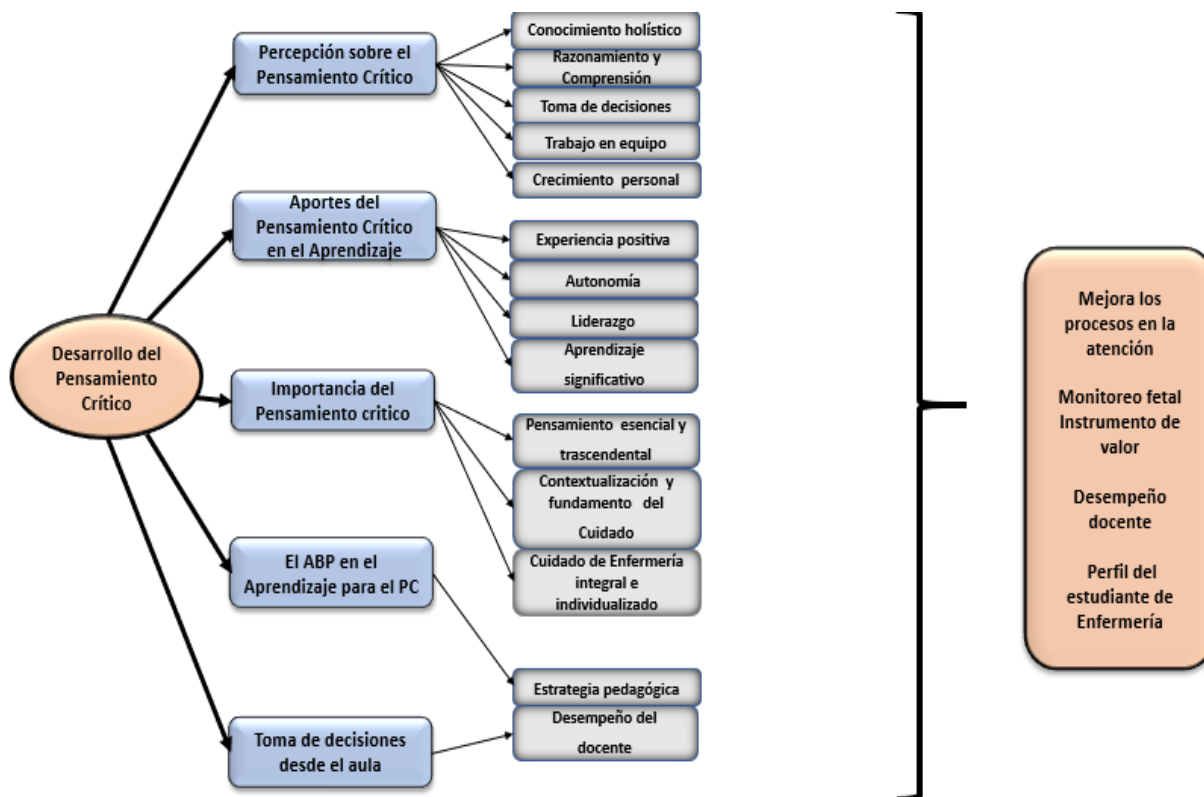 Desarrollo del
Pensamiento
Crítico
Percepción sobre el
Pensamiento Crítico
Conocimiento holístico
Razonamiento y
Comprensión
Toma de decisiones
Trabajo en equipo
Crecimiento personal
Aportes del
Pensamiento Crítico
en el Aprendizaje
Experiencia positiva
Autonomía
Liderazgo
Aprendizaje
significativo
Importancia del
Pensamiento critico
Pensamiento esencial y
trascendental
Contextualización y
fundamento del
Cuidado
Cuidado de Enfermería
integral e
individualizado
El ABP en el
Aprendizaje para el PC
Estrategia pedagógica
Toma de decisiones
desde el aula
Desempeño del
docente
Mejora los
procesos en la
atención
Monitoreo fetal
Instrumento de
valor
Desempeño
docente
Perfil del
estudiante de
Enfermería